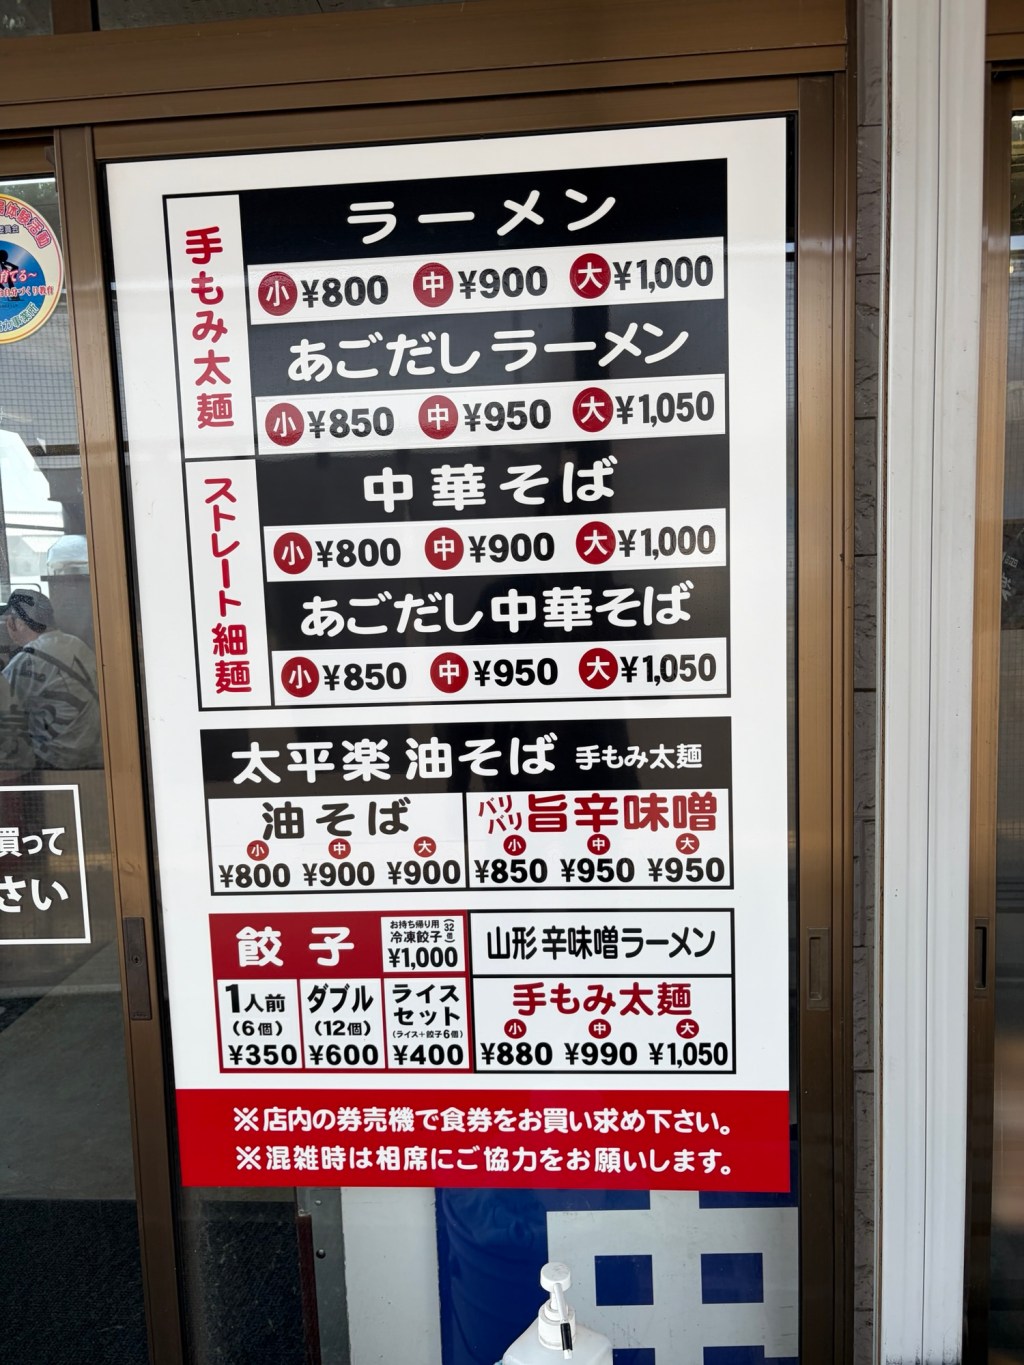 手もみ太麺
ラーメン
小 ¥800 中 ¥900 大 ¥1,000
あごだしラーメン
小 ¥850 中 ¥950 大 ¥1,050
ストレート細麺
中華そば
小 ¥800 中 ¥900 大 ¥1,000
あごだし中華そば
小 ¥850 中 ¥950 大 ¥1,050
太平楽 油そば 手もみ太麺
油そば
小 中 大
¥800 ¥900 ¥900
バリバリ旨辛味噌
小 中 大
¥850 ¥950 ¥950
餃子
お持ち帰り用
冷凍餃子(32個)
¥1,000
1人前
(6個)
¥350
ダブル
(12個)
¥600
ライス
セット
(ライス+餃子6個)
¥400
山形辛味噌ラーメン
手もみ太麺
小 中 大
¥880 ¥990 ¥1,050
※店内の券売機で食券をお買い求め下さい。
※混雑時は相席にご協力をお願いします。
買って
さい